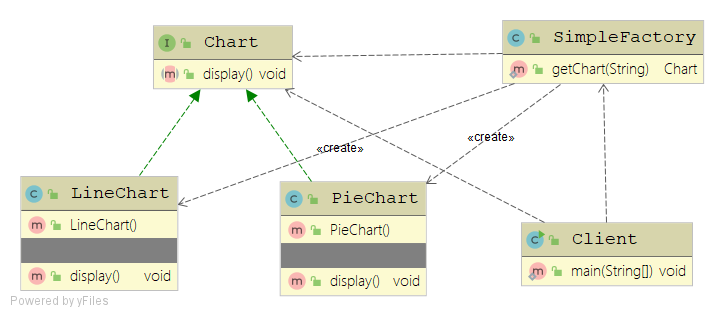 I Chart
m display() void
C SimpleFactory
m getChart(String) Chart
«create»
«create»
C LineChart
m LineChart()
m display() void
C PieChart
m PieChart()
m display() void
C Client
m main(String[]) void
Powered by yFiles